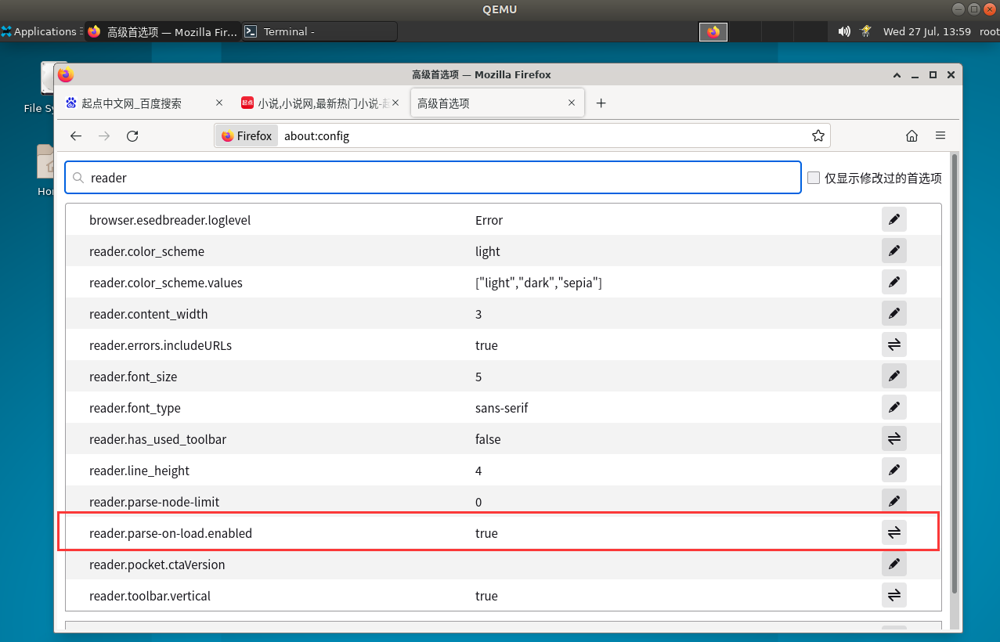 QEMU
Applications
高级首选项 — Mozilla Fir...
Terminal -
Wed 27 Jul, 13:59
root
File Sy
Ho
高级首选项 — Mozilla Firefox
起点中文网_百度搜索
起点
小说,小说网,最新热门小说-起
高级首选项
Firefox
about:config
reader
仅显示修改过的首选项
browser.esedbreader.loglevel Error
reader.color_scheme light
reader.color_scheme.values ["light","dark","sepia"]
reader.content_width 3
reader.errors.includeURLs true
reader.font_size 5
reader.font_type sans-serif
reader.has_used_toolbar false
reader.line_height 4
reader.parse-node-limit 0
reader.parse-on-load.enabled true
reader.pocket.ctaVersion
reader.toolbar.vertical true